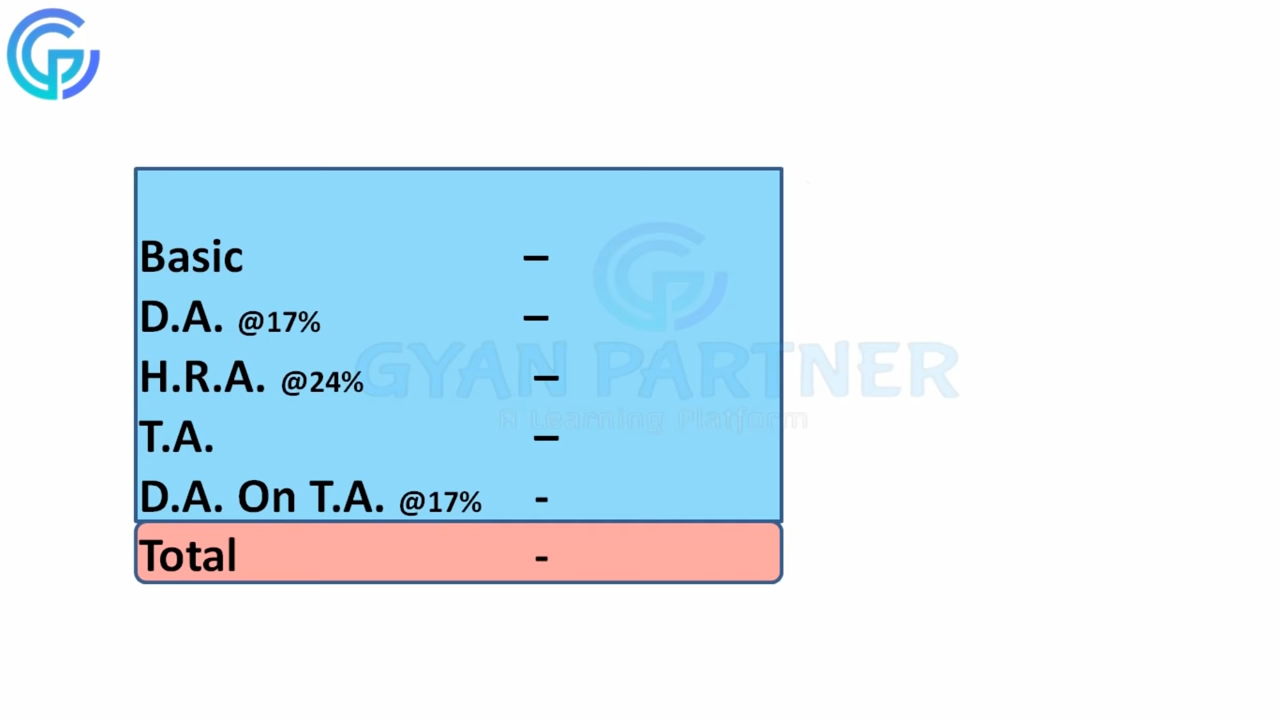 Basic –
D.A. @17% –
H.R.A. @24% –
T.A. –
D.A. On T.A. @17% -
Total -
GYAN PARTNER
A Learning Platform